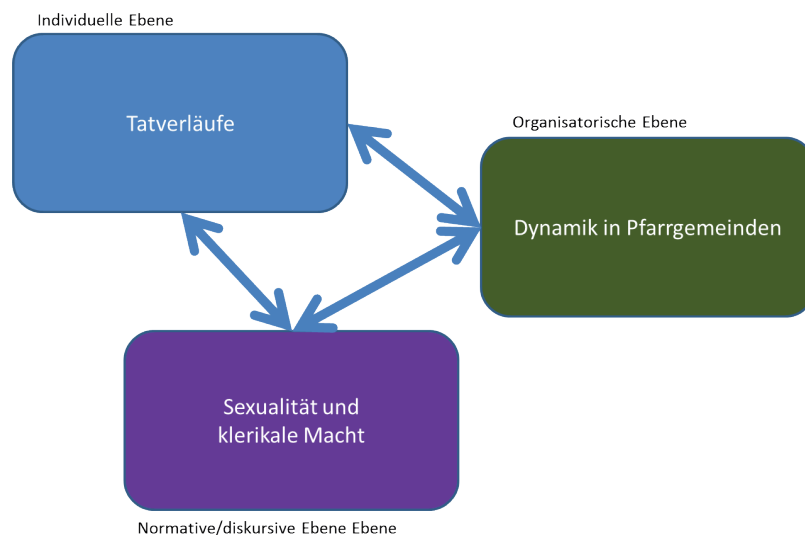 Individuelle Ebene
Tatverläufe
Organisatorische Ebene
Dynamik in Pfarrgemeinden
Sexualität und
klerikale Macht
Normative/diskursive Ebene Ebene